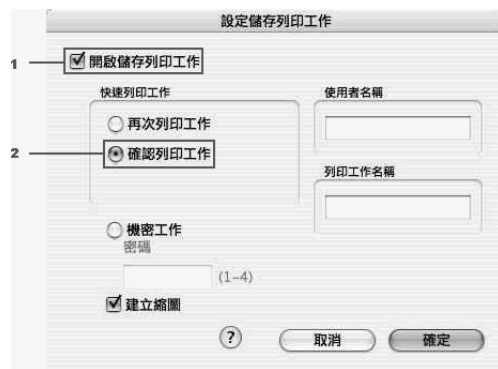 設定儲存列印工作
1
開啟儲存列印工作
快速列印工作
再次列印工作
2
確認列印工作
使用者名稱
列印工作名稱
機密工作
密碼
(1-4)
建立縮圖
?
取消
確定